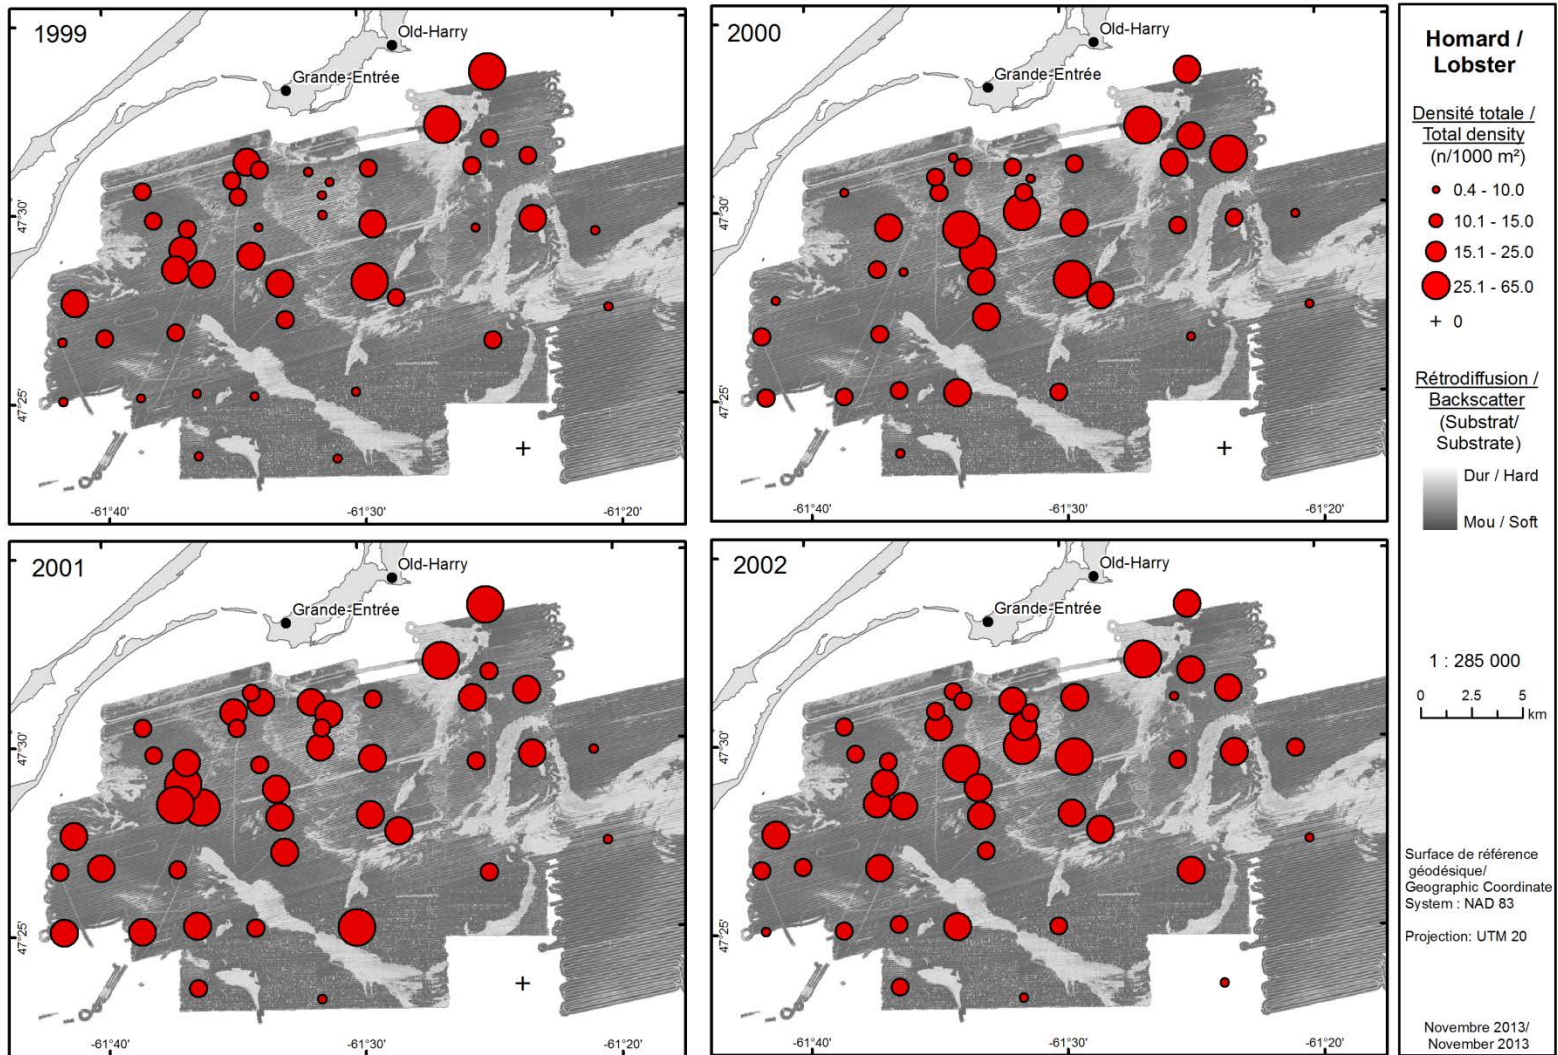 1999
Old-Harry
Grande-Entrée
47°30'
47°25'
-61°40'
-61°30'
-61°20'
2000
Old-Harry
Grande-Entrée
47°30'
47°25'
-61°40'
-61°30'
-61°20'
2001
Old-Harry
Grande-Entrée
47°30'
47°25'
-61°40'
-61°30'
-61°20'
2002
Old-Harry
Grande-Entrée
47°30'
47°25'
-61°40'
-61°30'
-61°20'
Homard /
Lobster
Densité totale /
Total density
(n/1000 m²)
0.4 - 10.0
10.1 - 15.0
15.1 - 25.0
25.1 - 65.0
+ 0
Rétrodiffusion /
Backscatter
(Substrat/
Substrate)
Dur / Hard
Mou / Soft
1 : 285 000
0 2.5 5
km
Surface de référence
géodésique/
Geographic Coordinate
System : NAD 83
Projection: UTM 20
Novembre 2013/
November 2013